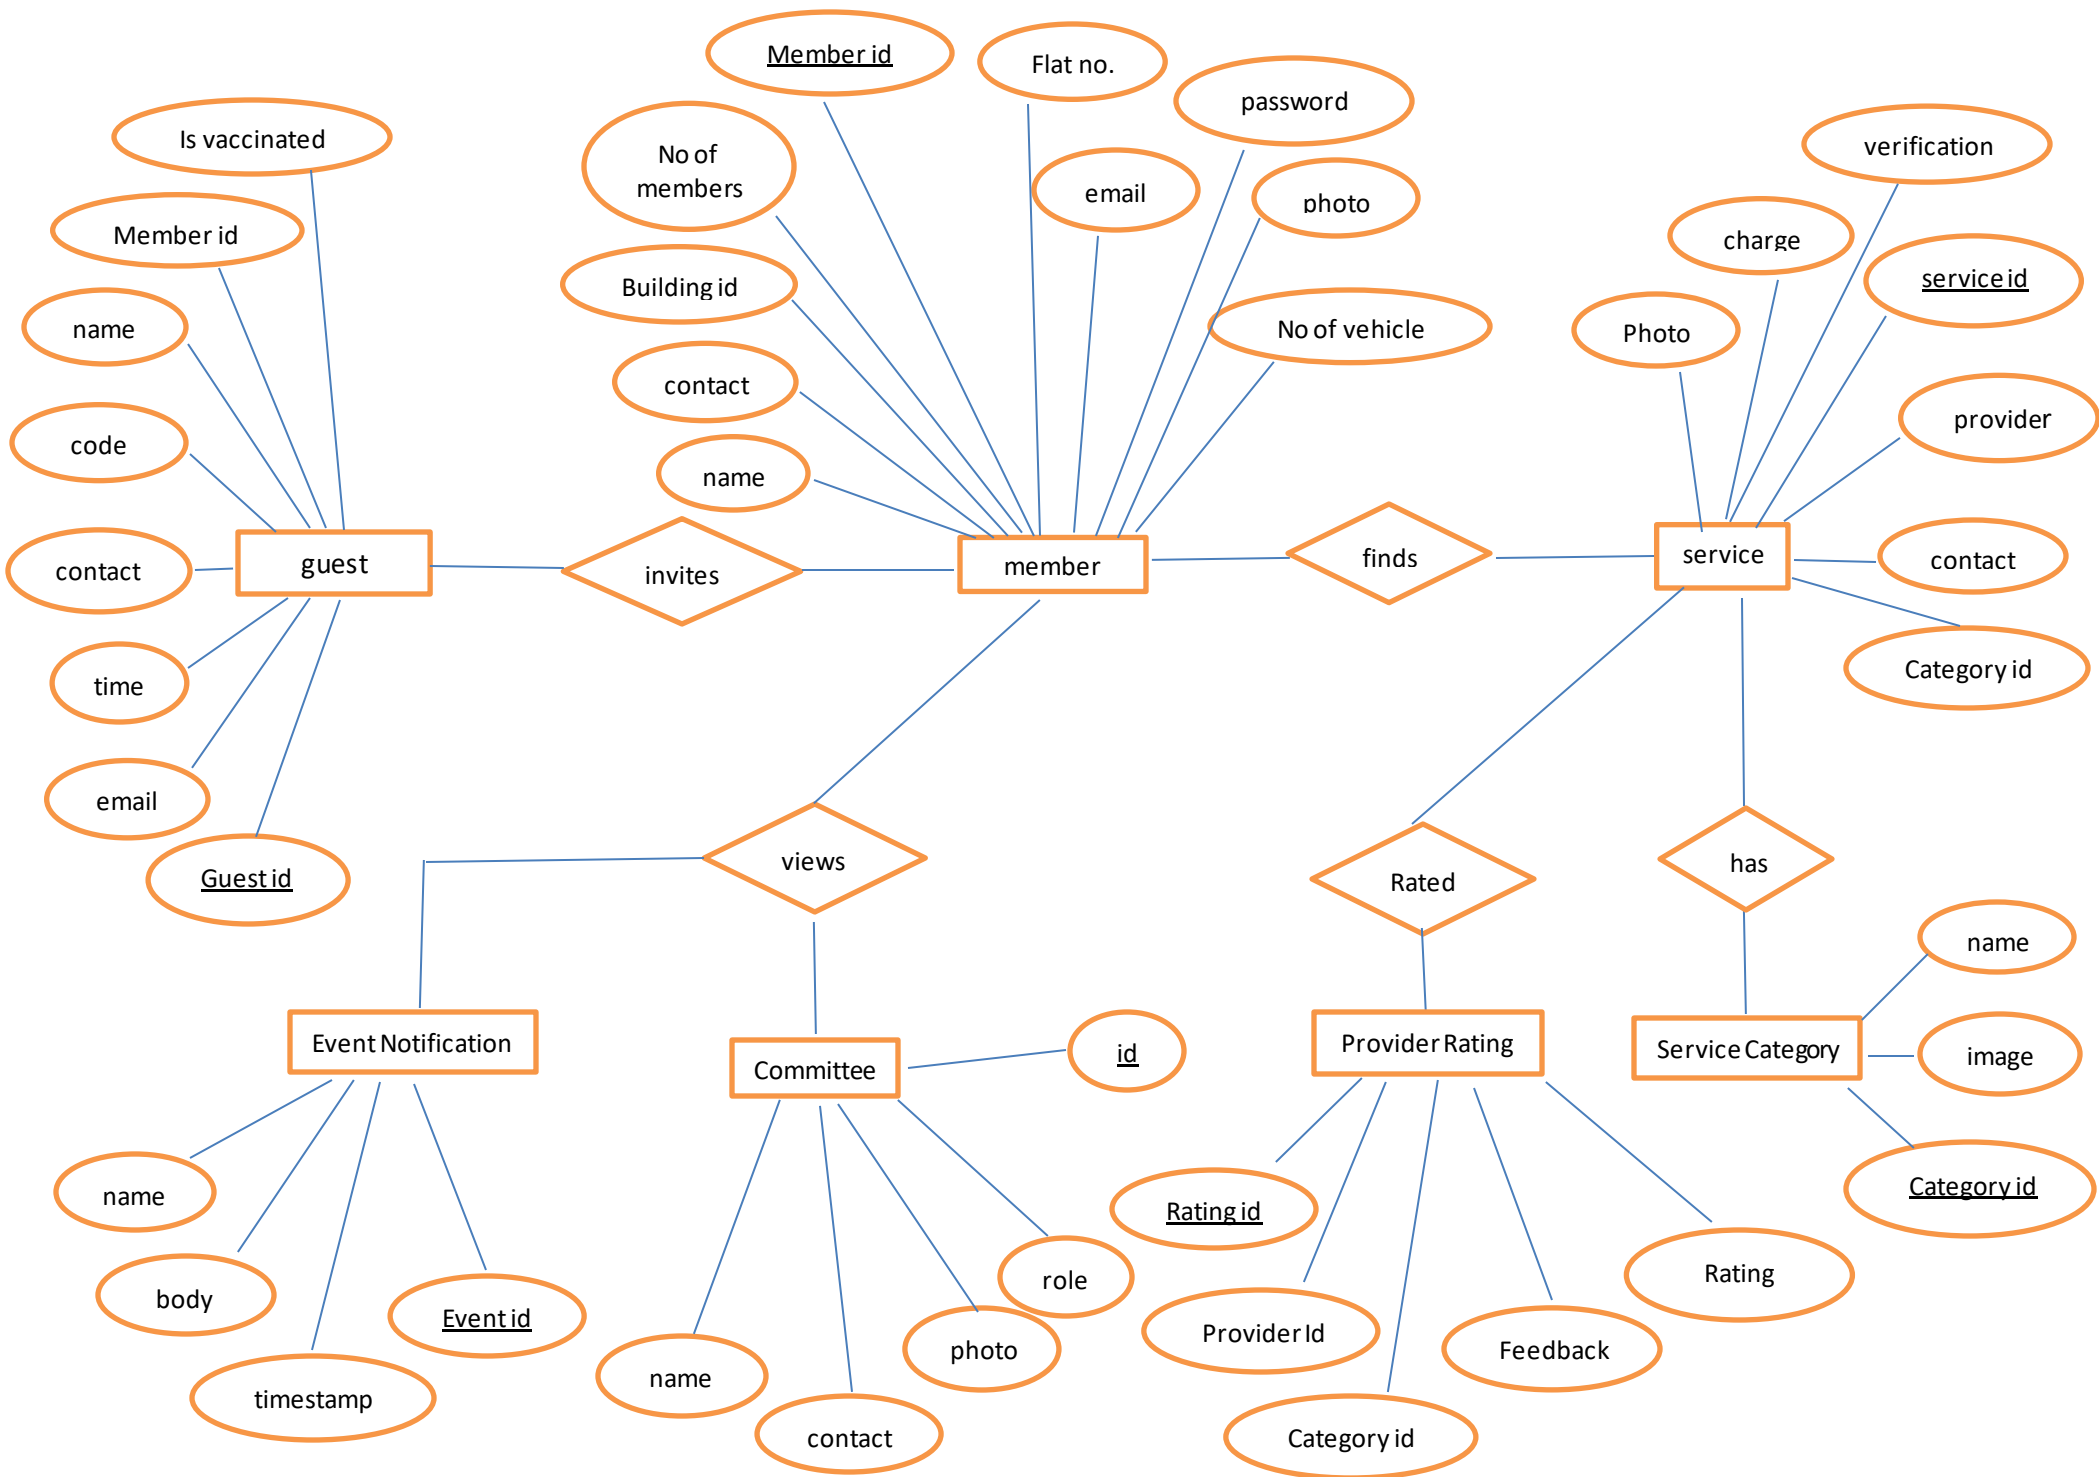 Member id
Flat no.
password
Is vaccinated
No of
members
email
photo
verification
Member id
charge
service id
Building id
name
No of vehicle
Photo
contact
provider
code
name
contact
guest
invites
member
finds
service
contact
time
Category id
email
views
has
Guest id
Rated
name
Event Notification
Committee
id
Provider Rating
Service Category
image
name
Rating id
Category id
body
Event id
role
Rating
timestamp
name
photo
Provider Id
Feedback
contact
Category id